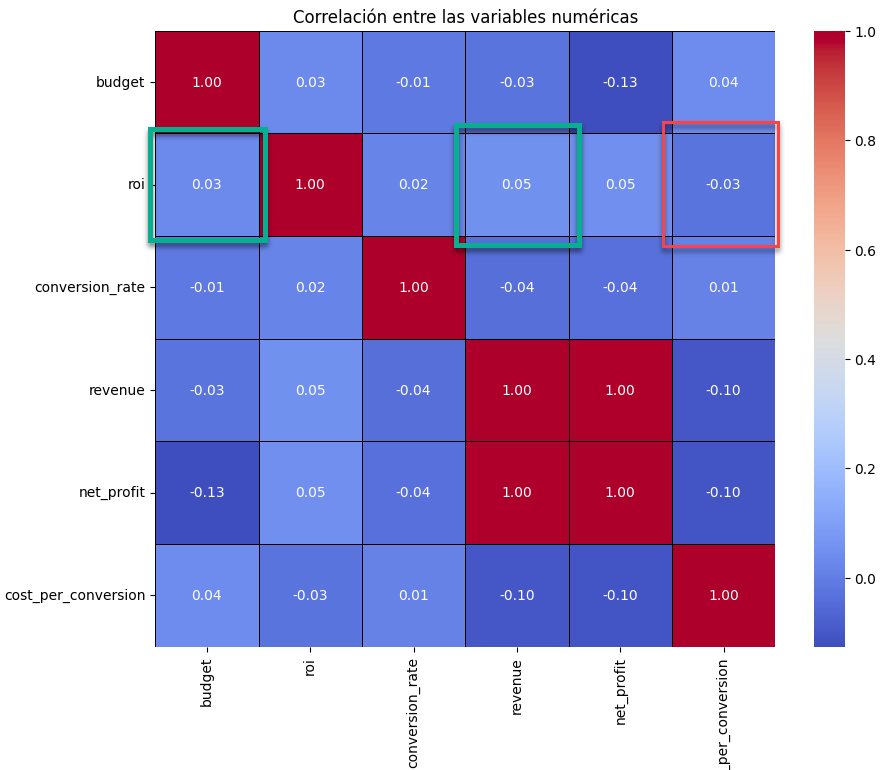 Correlación entre las variables numéricas
budget 1.00 0.03 -0.01 -0.03 -0.13 0.04
roi 0.03 1.00 0.02 0.05 0.05 -0.03
conversion_rate -0.01 0.02 1.00 -0.04 -0.04 0.01
revenue -0.03 0.05 -0.04 1.00 1.00 -0.10
net_profit -0.13 0.05 -0.04 1.00 1.00 -0.10
cost_per_conversion 0.04 -0.03 0.01 -0.10 -0.10 1.00
budget
roi
conversion_rate
revenue
net_profit
_per_conversion
1.0
0.8
0.6
0.4
0.2
0.0